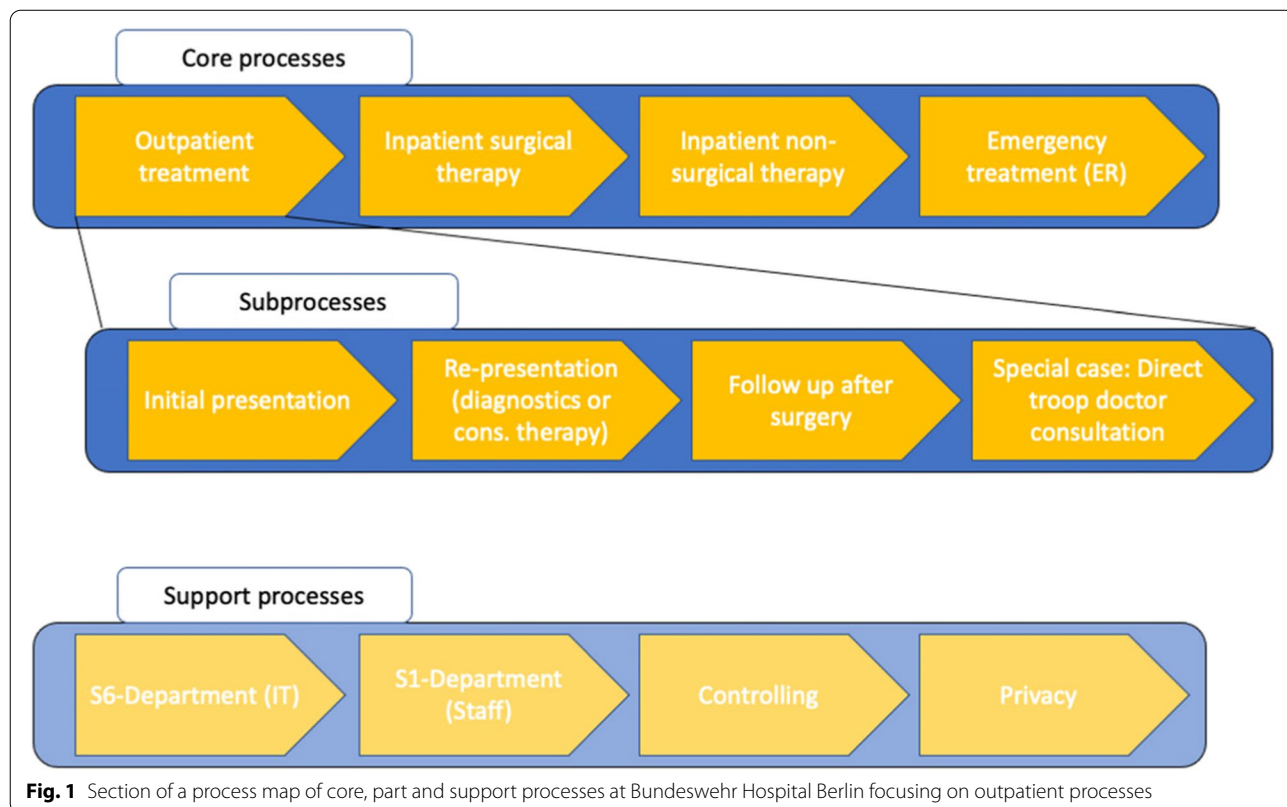 Core processes
Outpatient
treatment
Inpatient surgical
therapy
Inpatient non-
surgical therapy
Emergency
treatment (ER)
Subprocesses
Initial presentation
Re-presentation
(diagnostics or
cons. therapy)
Follow up after
surgery
Special case: Direct
troop doctor
consultation
Support processes
S6-Department (IT)
S1-Department
(Staff)
Controlling
Privacy
Fig. 1 Section of a process map of core, part and support processes at Bundeswehr Hospital Berlin focusing on outpatient processes